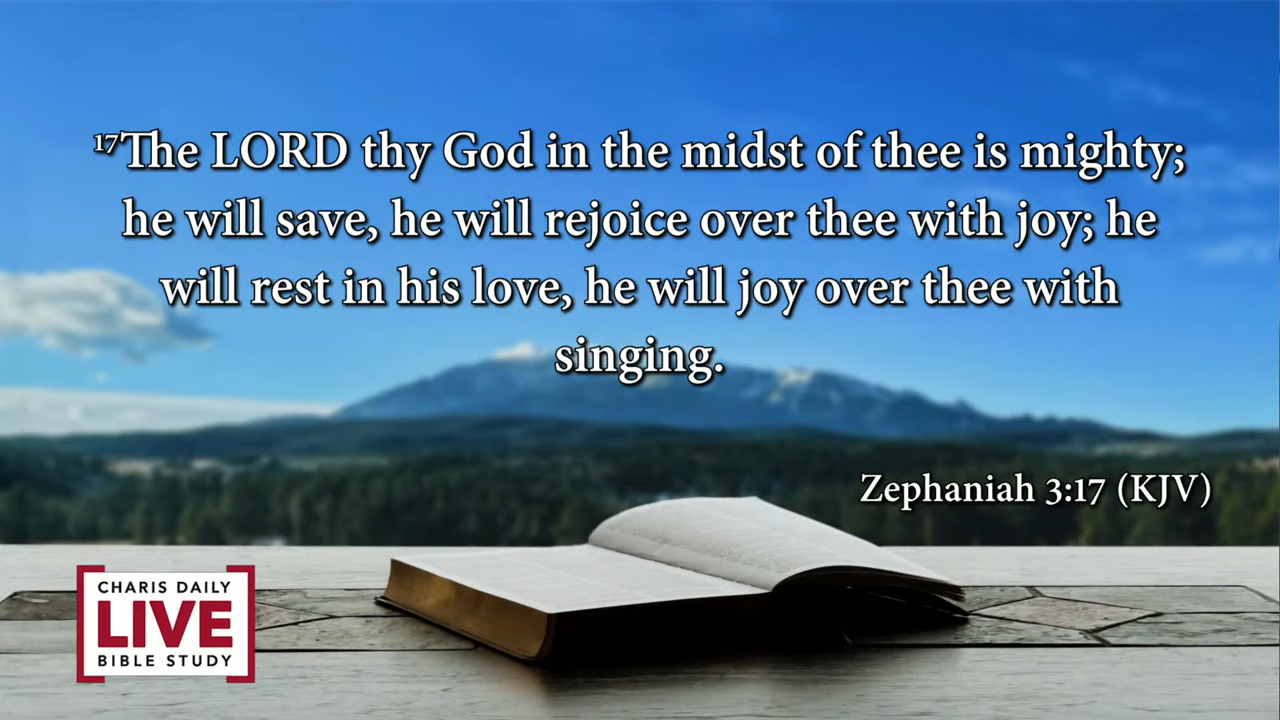 17The LORD thy God in the midst of thee is mighty;
he will save, he will rejoice over thee with joy; he
will rest in his love, he will joy over thee with
singing.
Zephaniah 3:17 (KJV)
CHARIS DAILY
LIVE
BIBLE STUDY